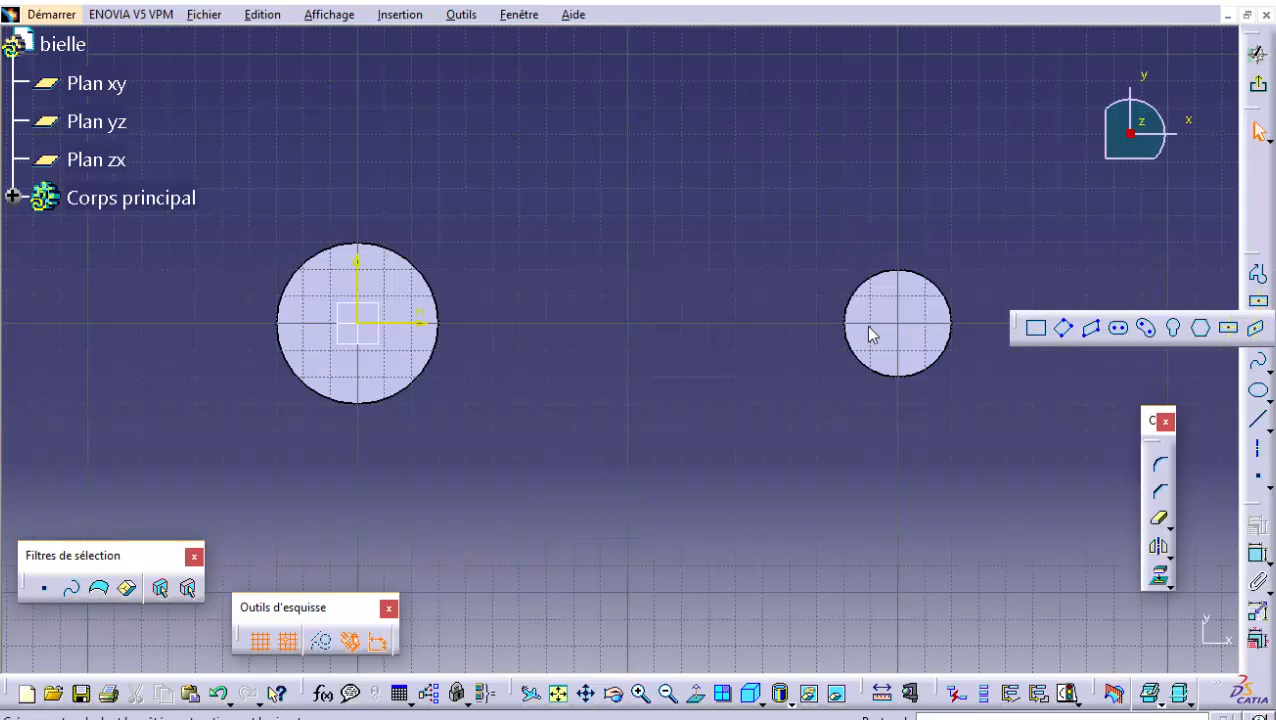 Démarrer ENOVIA V5 VPM Fichier Edition Affichage Insertion Outils Fenêtre Aide
bielle
Plan xy
Plan yz
Plan zx
Corps principal
y
x
z
H
C
Filtres de sélection
Outils d'esquisse
y
x
f(x)
CATIA